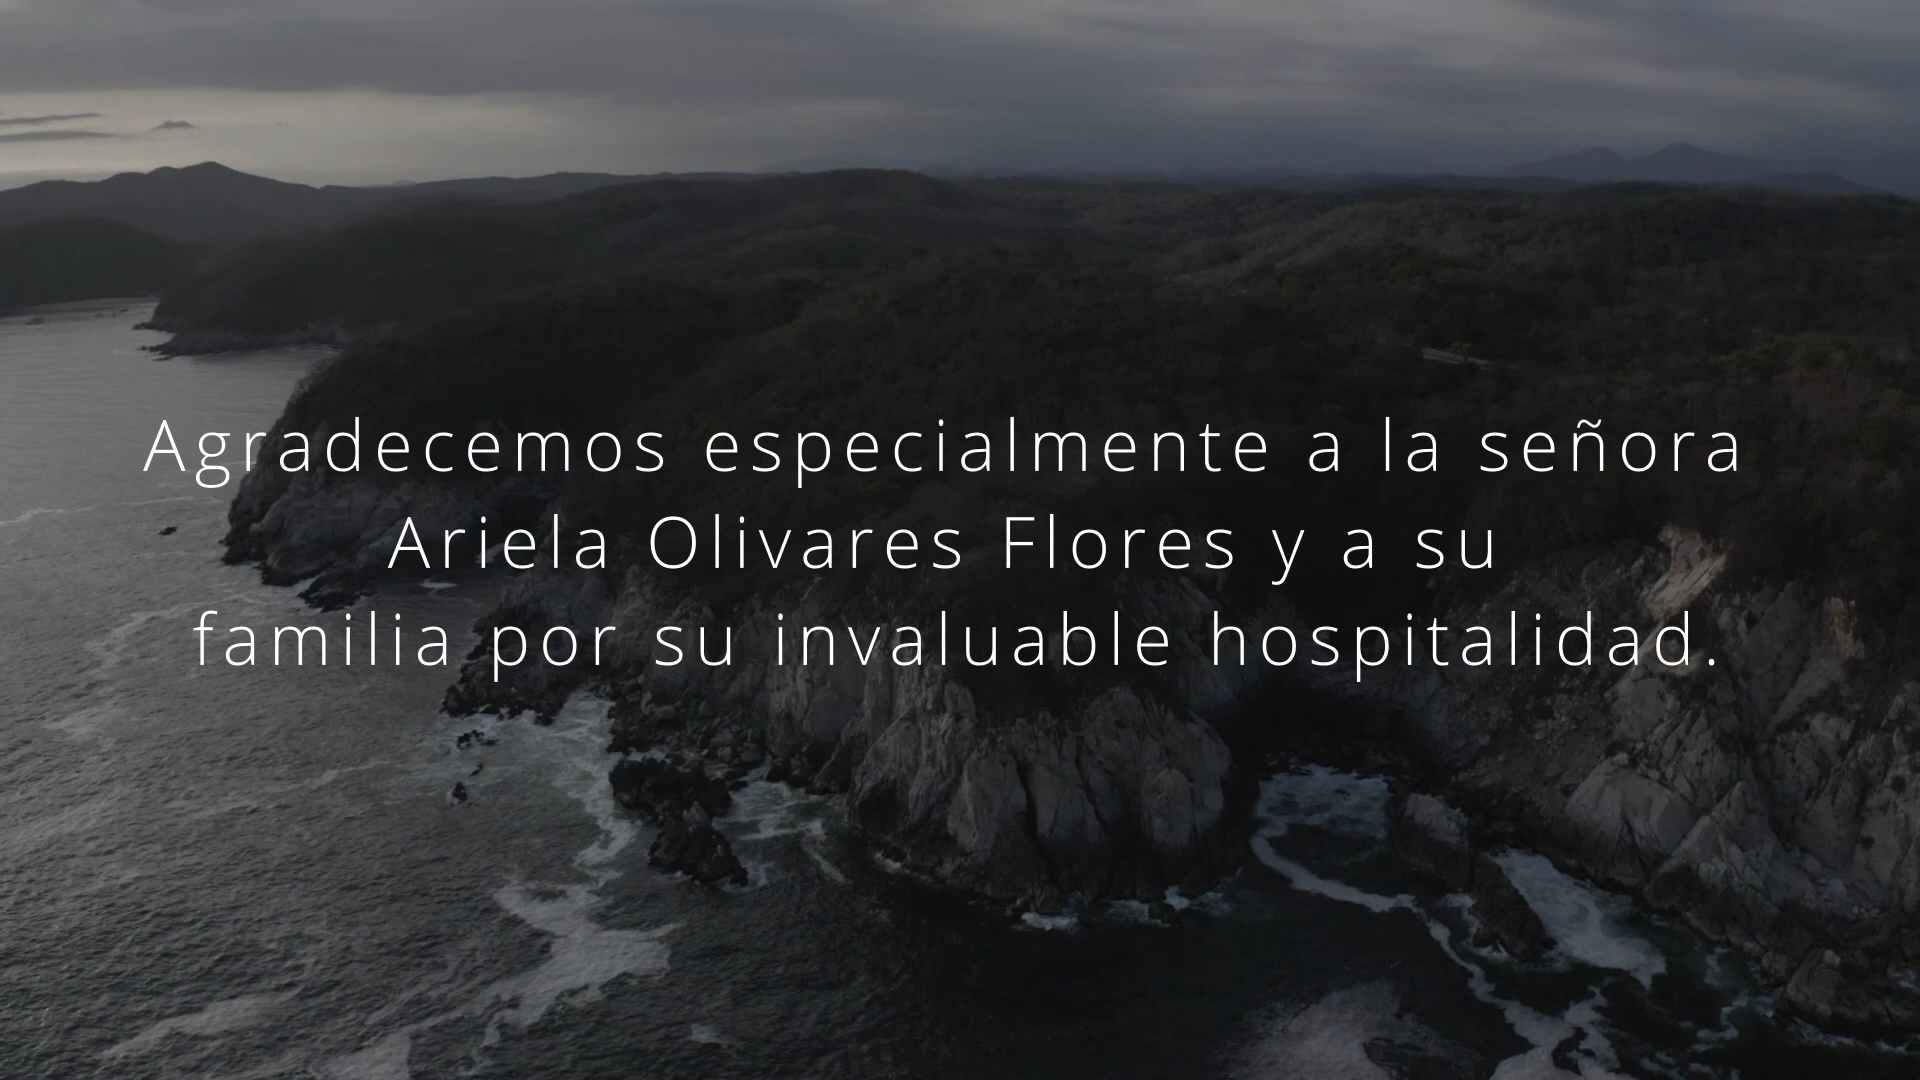 Agradecemos especialmente a la señora
Ariela Olivares Flores y a su
familia por su invaluable hospitalidad.